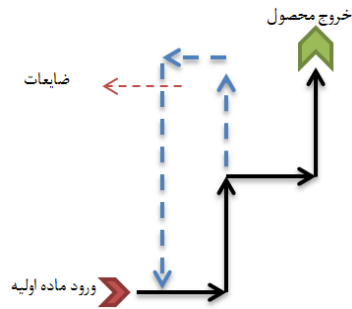 خروج محصول
ضایعات
ورود ماده اولیه